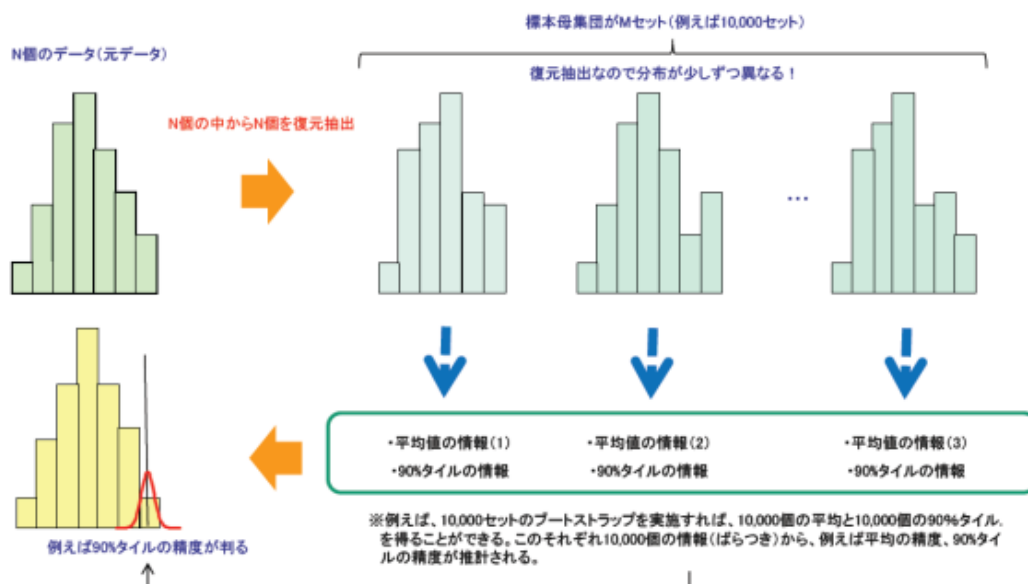 標本母集団がMセット(例えば10,000セット)
N個のデータ(元データ)
復元抽出なので分布が少しずつ異なる！
N個の中からN個を復元抽出
…
・平均値の情報(1)
・90%タイルの情報
・平均値の情報(2)
・90%タイルの情報
・平均値の情報(3)
・90%タイルの情報
例えば90%タイルの精度が判る
※例えば、10,000セットのブートストラップを実施すれば、10,000個の平均と10,000個の90%タイル.
を得ることができる。このそれぞれ10,000個の情報(ばらつき)から、例えば平均の精度、90%タイ
ルの精度が推計される。